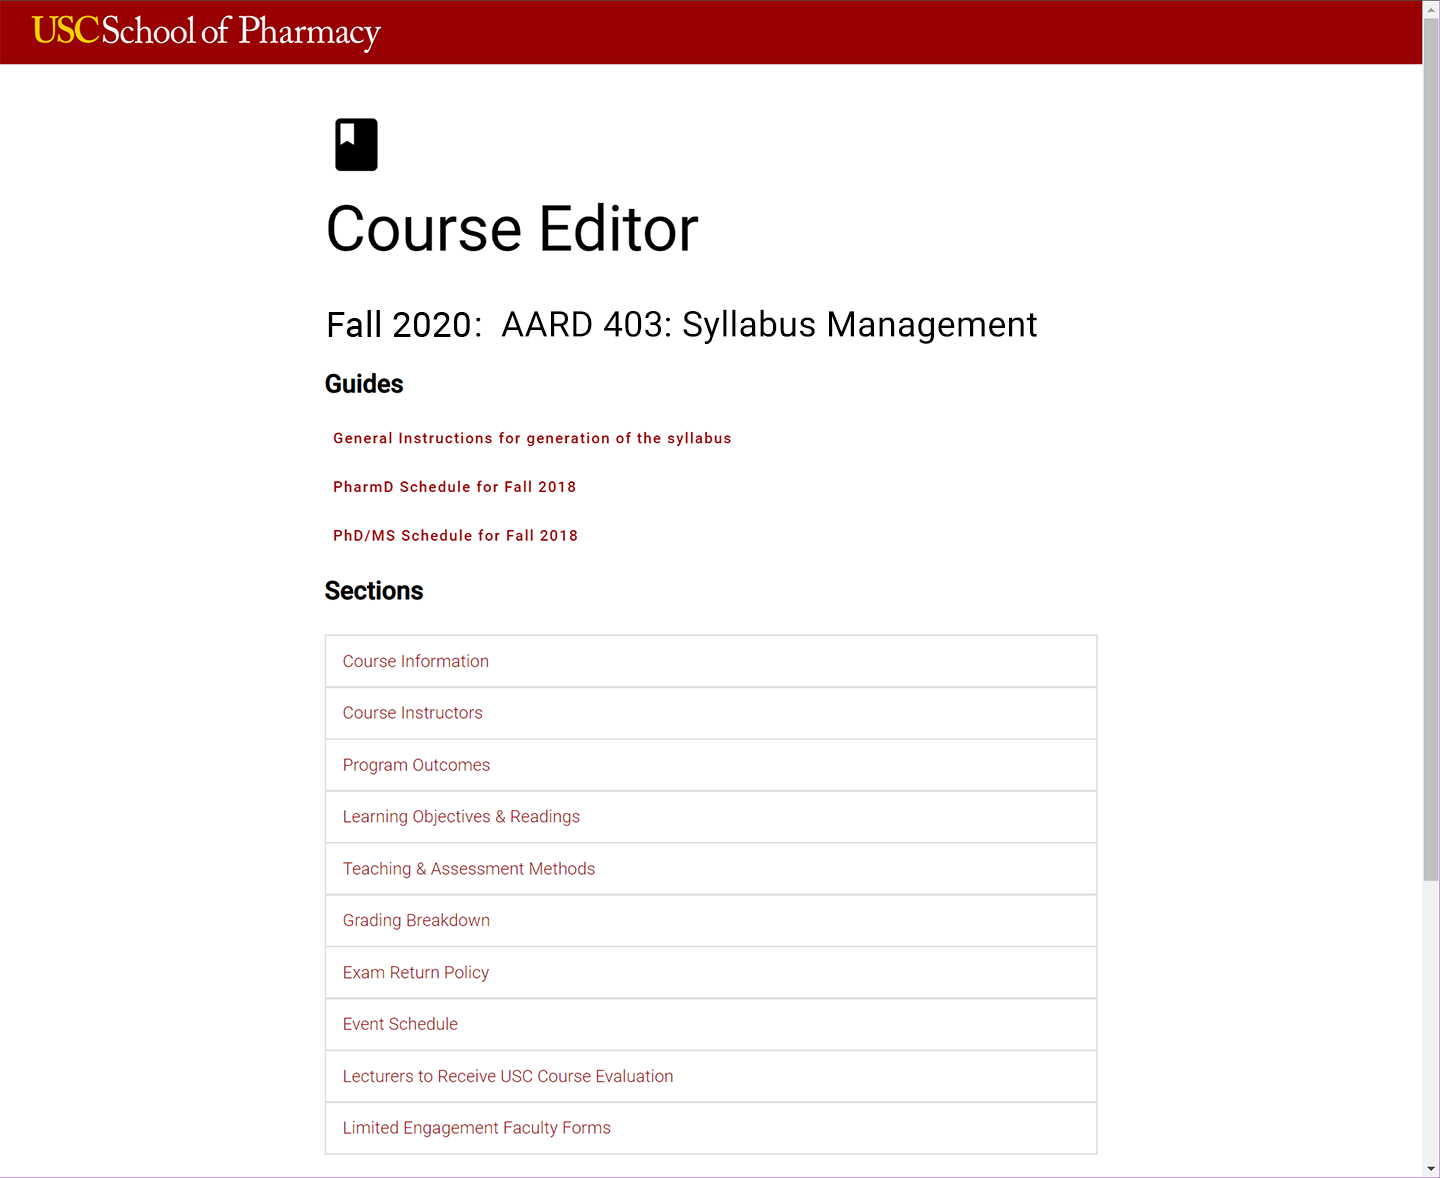 USC School of Pharmacy
Course Editor
Fall 2020: AARD 403: Syllabus Management
Guides
General Instructions for generation of the syllabus
PharmD Schedule for Fall 2018
PhD/MS Schedule for Fall 2018
Sections
Course Information
Course Instructors
Program Outcomes
Learning Objectives & Readings
Teaching & Assessment Methods
Grading Breakdown
Exam Return Policy
Event Schedule
Lecturers to Receive USC Course Evaluation
Limited Engagement Faculty Forms